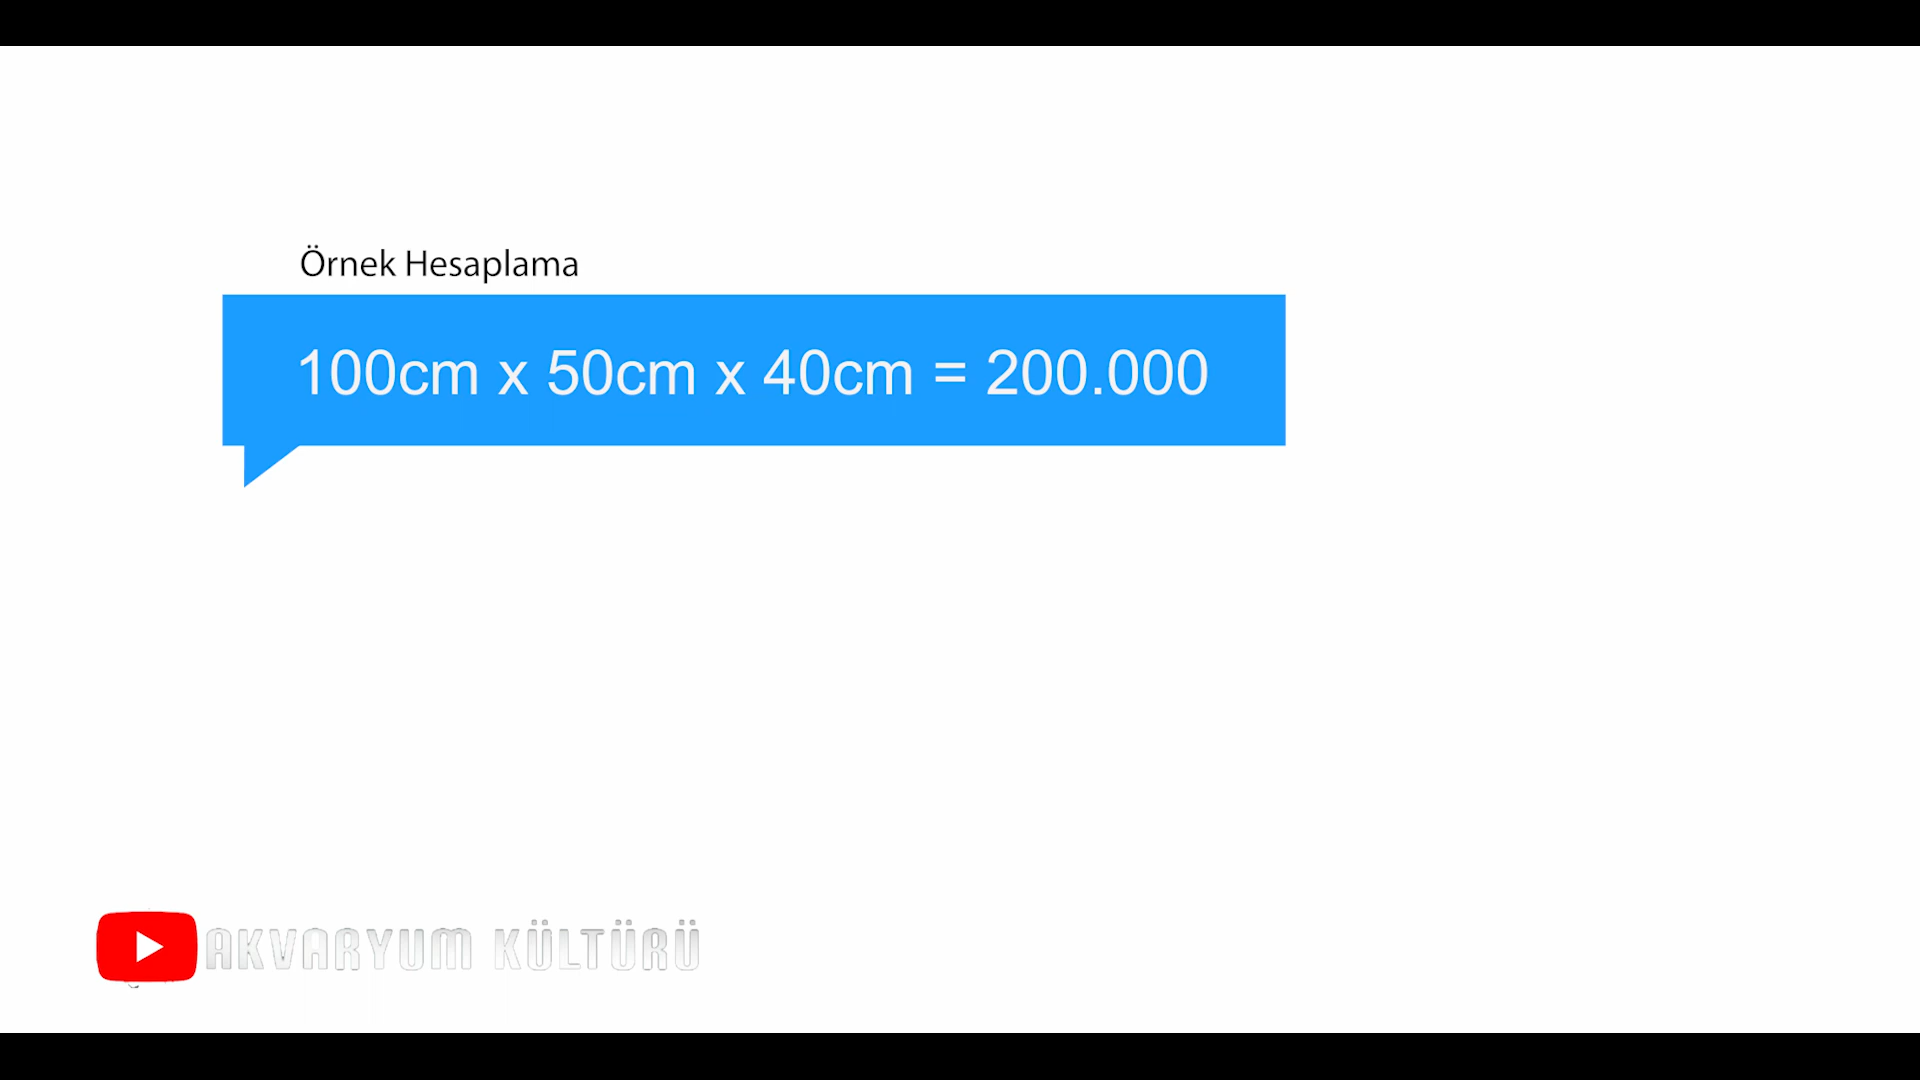 Örnek Hesaplama
100cm x 50cm x 40cm = 200.000
AKVARYUM KÜLTÜRÜ